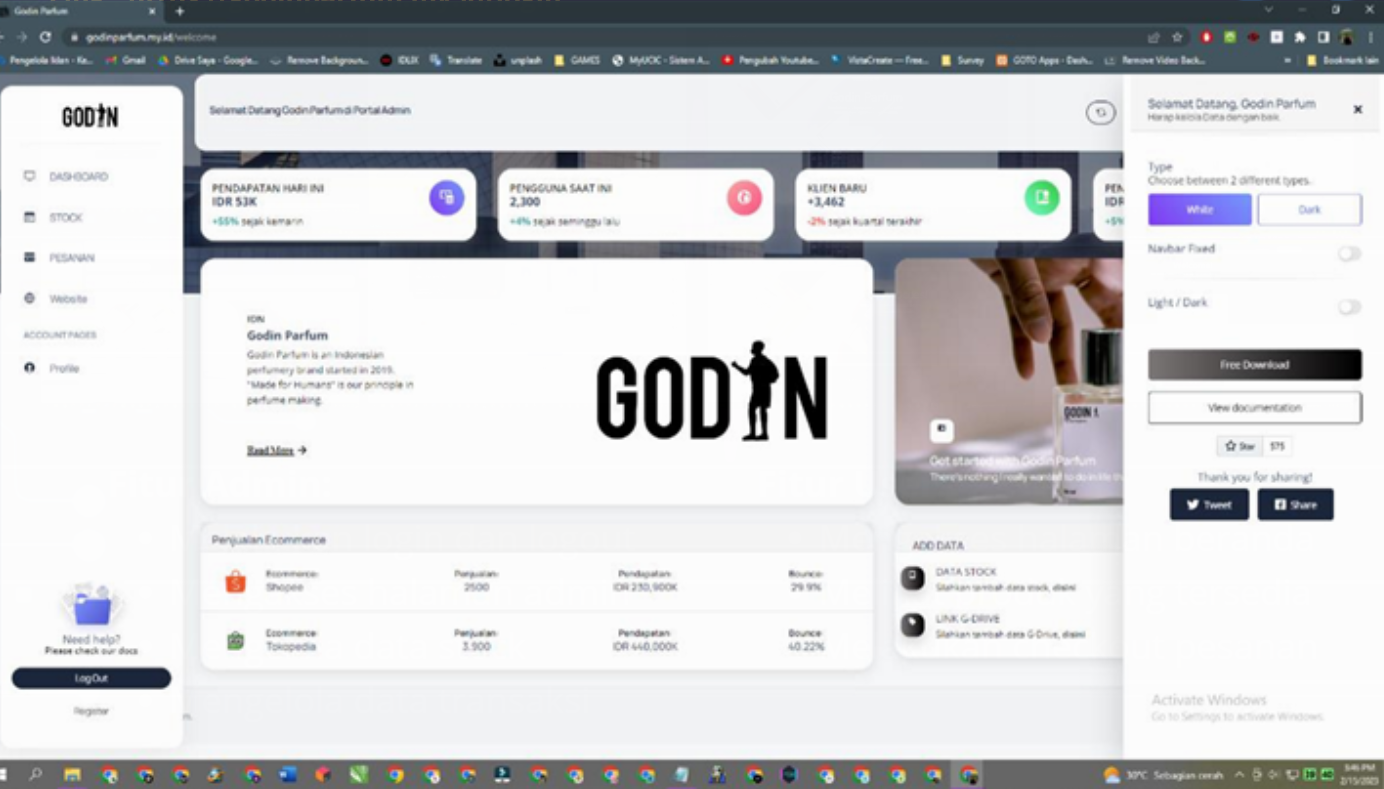 Godin Parfum
godinparfum.my.id/welcome
Pengelola Iklan - Ke... Gmail Drive Saya - Google... Remove Backgroun... IDLIX Translate unplash GAMES MyUCIC - Sistem A... Pengubah Youtube... VistaCreate — Free... Survey GOTO Apps - Dash... Remove Video Back... Bookmark lain
GODIN
DASHBOARD
STOCK
PESANAN
Website
ACCOUNT PAGES
Profile
Need help?
Please check our docs
Log Out
Register
Selamat Datang Godin Parfum di Portal Admin
PENDAPATAN HARI INI
IDR 53K
+55% sejak kemarin
PENGGUNA SAAT INI
2,300
+4% sejak seminggu lalu
KLIEN BARU
+3,462
-2% sejak kuartal terakhir
PEN
IDR
+5%
IDN
Godin Parfum
Godin Parfum is an Indonesian
perfumery brand started in 2019.
"Made for Humans" is our principle in
perfume making.
Read More
GODIN
GODIN 1.
Get started with Godin Parfum
There's nothing I really wanted to do in life th
Penjualan Ecommerce
Ecommerce: Penjualan: Pendapatan: Bounce:
Shopee 2500 IDR 230,900K 29.9%
Ecommerce: Penjualan: Pendapatan: Bounce:
Tokopedia 3.900 IDR 440,000K 40.22%
ADD DATA
DATA STOCK
Silahkan tambah data stock, disini
LINK G-DRIVE
Silahkan tambah data G-Drive, disini
Selamat Datang, Godin Parfum
Harap kelola Data dengan baik.
Type
Choose between 2 different types.
White
Dark
Navbar Fixed
Light / Dark
Free Download
View documentation
Star 575
Thank you for sharing!
Tweet
Share
Activate Windows
Go to Settings to activate Windows.
30°C Sebagian cerah
3:46 PM
2/15/2023